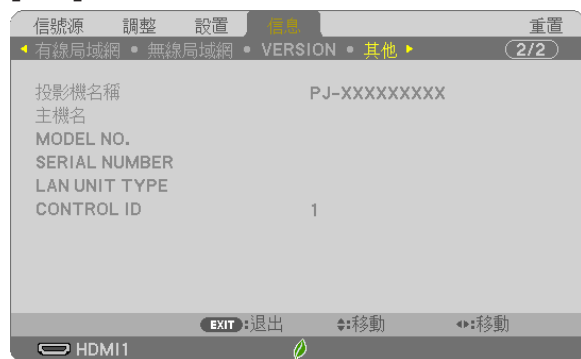 信號源 調整 設置 信息 重置
有線局域網 • 無線局域網 • VERSION • 其他 2/2
投影機名稱 PJ-XXXXXXXXX
主機名
MODEL NO.
SERIAL NUMBER
LAN UNIT TYPE
CONTROL ID 1
EXIT :退出 :移動 :移動
HDMI1